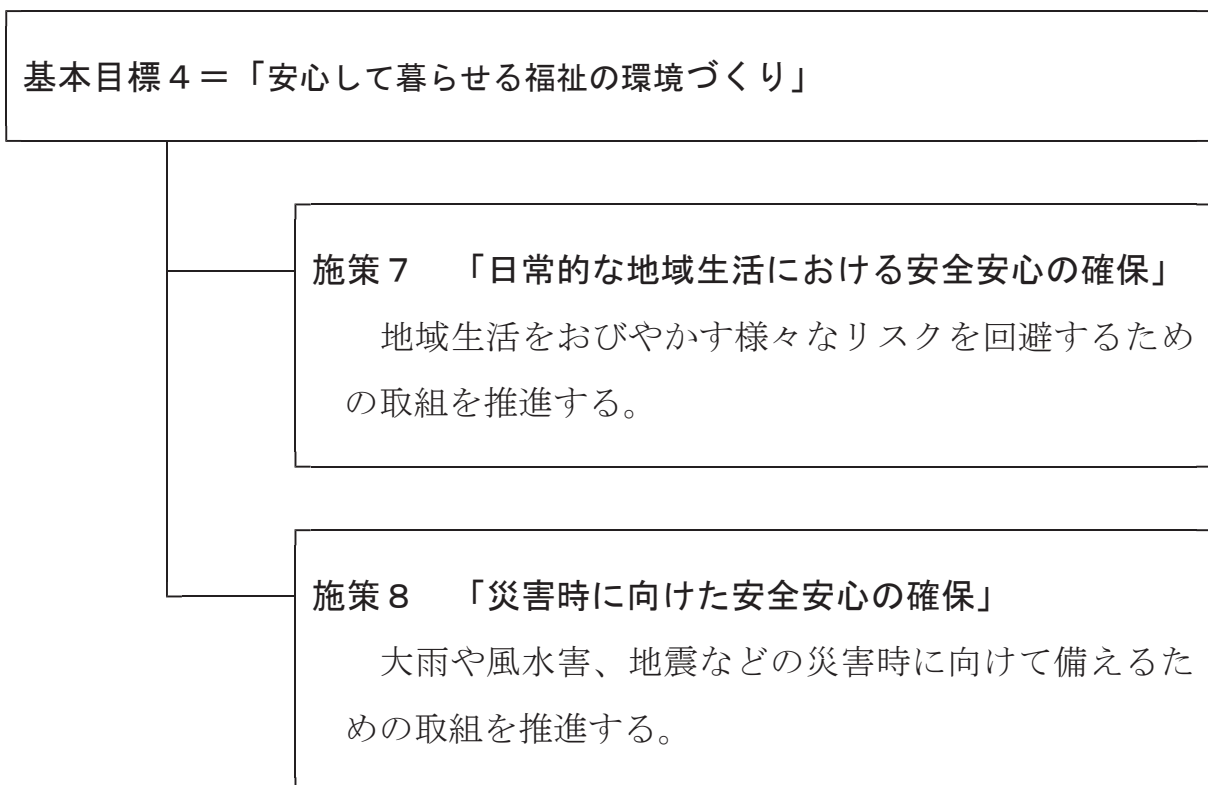 基本目標４＝「安心して暮らせる福祉の環境づくり」
施策７　「日常的な地域生活における安全安心の確保」
地域生活をおびやかす様々なリスクを回避するため
の取組を推進する。
施策８　「災害時に向けた安全安心の確保」
大雨や風水害、地震などの災害時に向けて備えるた
めの取組を推進する。